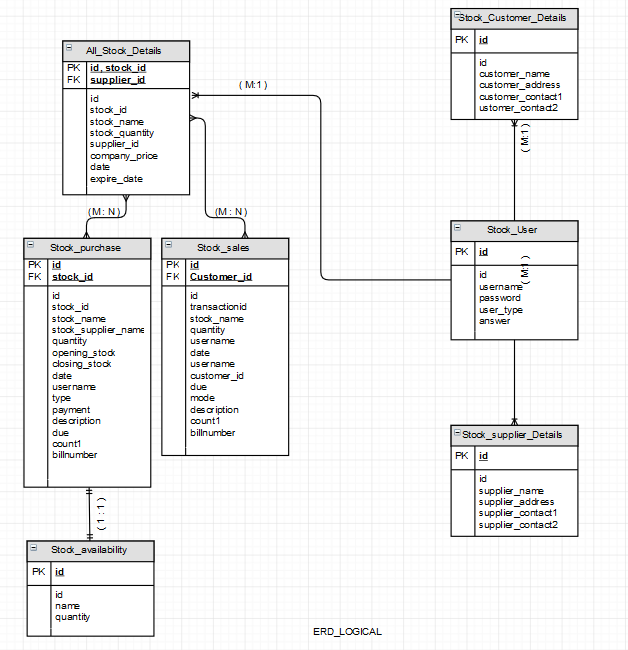 All_Stock_Details
PK id, stock_id
FK supplier_id
id
stock_id
stock_name
stock_quantity
supplier_id
company_price
date
expire_date
( M:1 )
Stock_Customer_Details
PK id
id
customer_name
customer_address
customer_contact1
ustomer_contact2
( M:1 )
(M : N )
(M : N )
Stock_purchase
PK id
FK stock_id
id
stock_id
stock_name
stock_supplier_name
quantity
opening_stock
closing_stock
date
username
type
payment
description
due
count1
billnumber
Stock_sales
PK id
FK Customer_id
id
transactionid
stock_name
quantity
username
date
username
customer_id
due
mode
description
count1
billnumber
Stock_User
PK id
id
username
password
user_type
answer
( M:1 )
Stock_supplier_Details
PK id
id
supplier_name
supplier_address
supplier_contact1
supplier_contact2
( 1 : 1 )
Stock_availability
PK id
id
name
quantity
ERD_LOGICAL